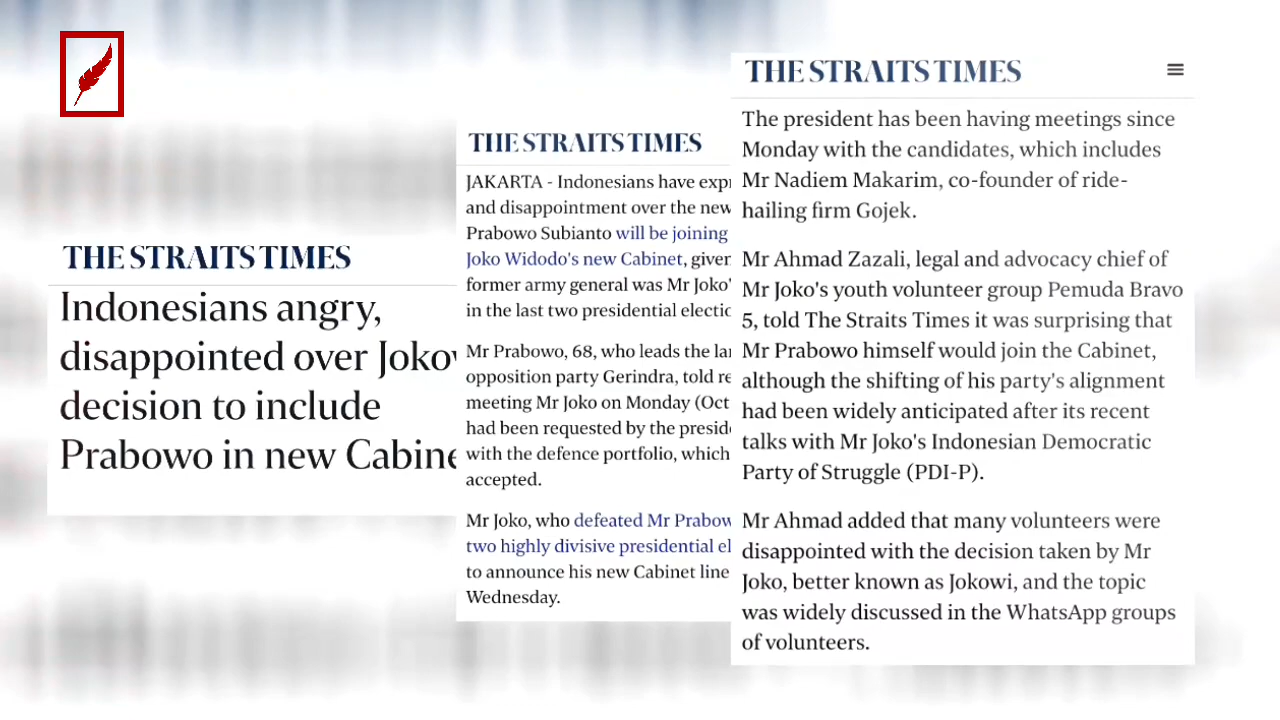 THE STRAITS TIMES
Indonesians angry,
disappointed over Joko
decision to include
Prabowo in new Cabine
THE STRAITS TIMES
JAKARTA - Indonesians have exp
and disappointment over the new
Prabowo Subianto will be joining
Joko Widodo's new Cabinet, given
former army general was Mr Joko'
in the last two presidential electio
Mr Prabowo, 68, who leads the la
opposition party Gerindra, told re
meeting Mr Joko on Monday (Oct
had been requested by the preside
with the defence portfolio, which
accepted.
Mr Joko, who defeated Mr Prabow
two highly divisive presidential el
to announce his new Cabinet line
Wednesday.
THE STRAITS TIMES
The president has been having meetings since
Monday with the candidates, which includes
Mr Nadiem Makarim, co-founder of ride-
hailing firm Gojek.
Mr Ahmad Zazali, legal and advocacy chief of
Mr Joko's youth volunteer group Pemuda Bravo
5, told The Straits Times it was surprising that
Mr Prabowo himself would join the Cabinet,
although the shifting of his party's alignment
had been widely anticipated after its recent
talks with Mr Joko's Indonesian Democratic
Party of Struggle (PDI-P).
Mr Ahmad added that many volunteers were
disappointed with the decision taken by Mr
Joko, better known as Jokowi, and the topic
was widely discussed in the WhatsApp groups
of volunteers.